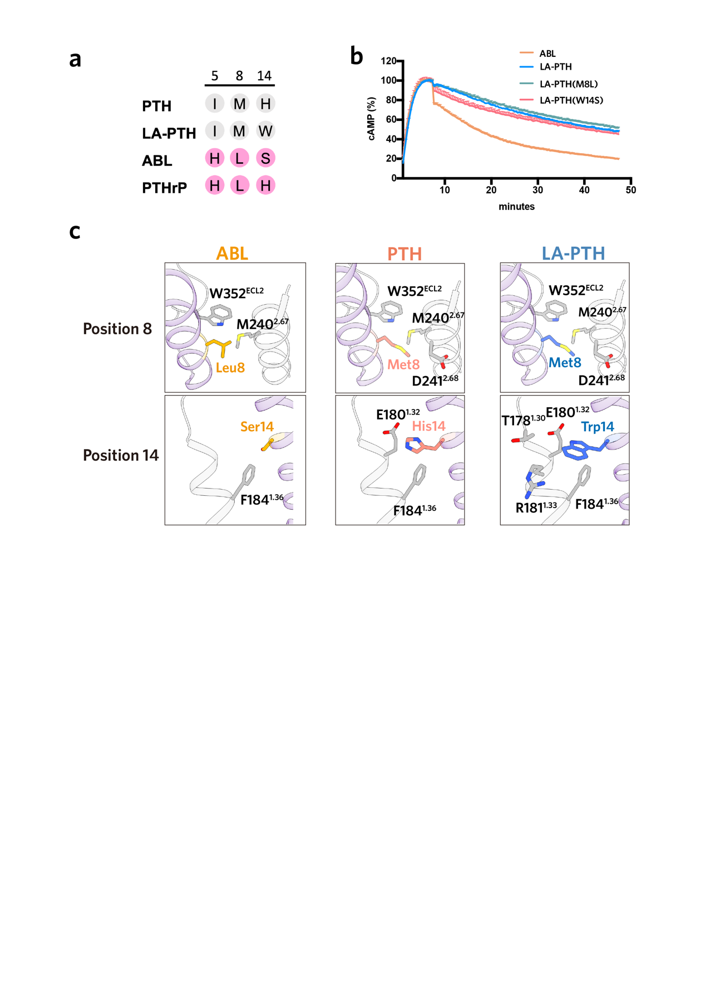 a
5 8 14
PTH I M H
LA-PTH I M W
ABL H L S
PTHrP H L H
b
ABL
LA-PTH
LA-PTH(M8L)
LA-PTH(W14S)
cAMP (%)
120
100
80
60
40
20
0
10 20 30 40 50
minutes
c
ABL PTH LA-PTH
Position 8
W352ECL2
M2402.67
Leu8
W352ECL2
M2402.67
Met8
D2412.68
W352ECL2
M2402.67
Met8
D2412.68
Position 14
Ser14
F1841.36
E1801.32
His14
F1841.36
T1781.30
E1801.32
Trp14
R1811.33
F1841.36